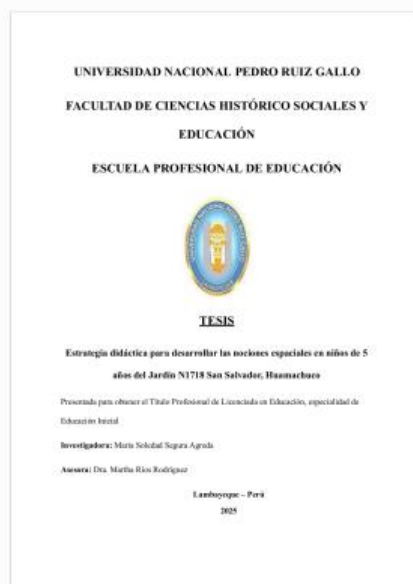 UNIVERSIDAD NACIONAL PEDRO RUIZ GALLO
FACULTAD DE CIENCIAS HISTÓRICO SOCIALES Y
EDUCACIÓN
ESCUELA PROFESIONAL DE EDUCACIÓN
TESIS
Estrategia didáctica para desarrollar las nociones espaciales en niños de 5
años del Jardín N1718 San Salvador, Huamachuco
Presentada para obtener el Título Profesional de Licenciada en Educación, especialidad de
Educación Inicial
Investigadora: María Soledad Segura Agreda
Asesora: Dra. Martha Ríos Rodríguez
Lambayeque – Perú
2025